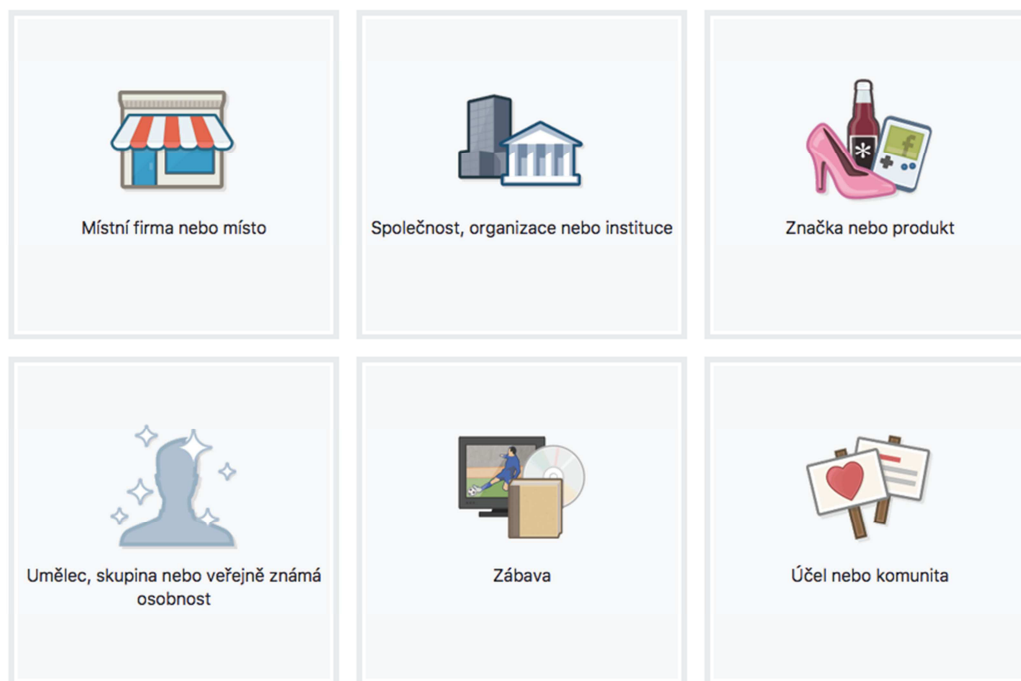 Místní firma nebo místo
Společnost, organizace nebo instituce
Značka nebo produkt
Umělec, skupina nebo veřejně známá
osobnost
Zábava
Účel nebo komunita